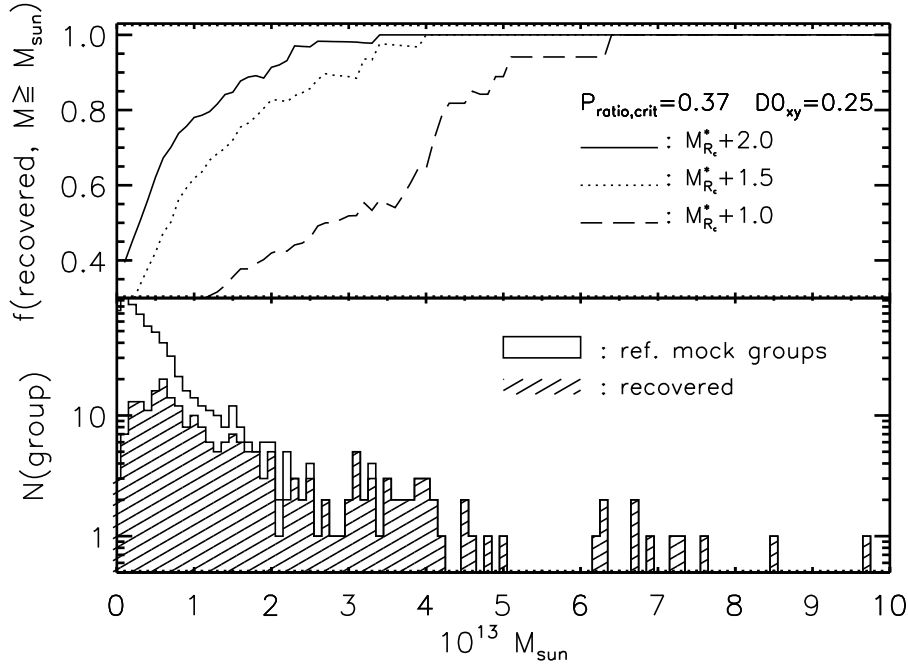 f(recovered, M≧ M_sun)
1.0
0.8
0.6
0.4
P_ratio,crit=0.37 D0_xy=0.25
: M*_Rc+2.0
: M*_Rc+1.5
: M*_Rc+1.0
N(group)
10
1
: ref. mock groups
: recovered
0 1 2 3 4 5 6 7 8 9 10
10^13 M_sun